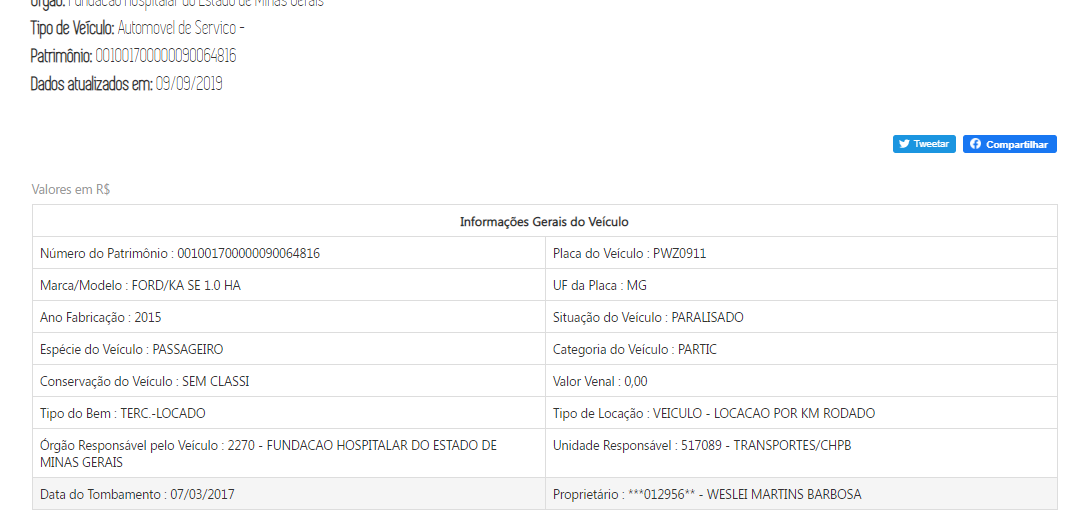 Órgão: Fundacao Hospitalar do Estado de Minas Gerais
Tipo de Veículo: Automovel de Servico -
Patrimônio: 001001700000090064816
Dados atualizados em: 09/09/2019
Tweetar Compartilhar
Valores em R$
Informações Gerais do Veículo
Número do Patrimônio : 001001700000090064816 Placa do Veículo : PWZ0911
Marca/Modelo : FORD/KA SE 1.0 HA UF da Placa : MG
Ano Fabricação : 2015 Situação do Veículo : PARALISADO
Espécie do Veículo : PASSAGEIRO Categoria do Veículo : PARTIC
Conservação do Veículo : SEM CLASSI Valor Venal : 0,00
Tipo do Bem : TERC.-LOCADO Tipo de Locação : VEICULO - LOCACAO POR KM RODADO
Órgão Responsável pelo Veículo : 2270 - FUNDACAO HOSPITALAR DO ESTADO DE Unidade Responsável : 517089 - TRANSPORTES/CHPB
MINAS GERAIS
Data do Tombamento : 07/03/2017 Proprietário : ***012956** - WESLEI MARTINS BARBOSA